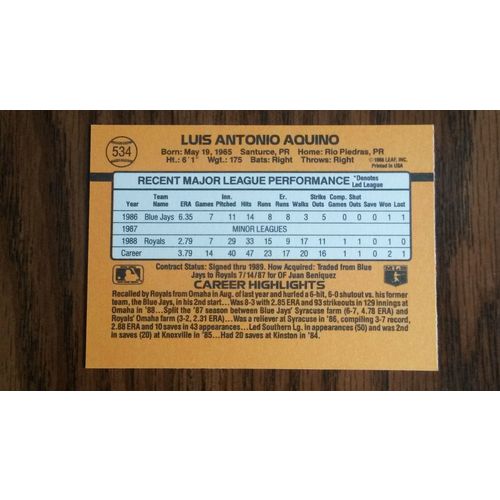 534
LUIS ANTONIO AQUINO
Born: May 19, 1965 Santurce, PR Home: Rio Piedras, PR
Ht.: 6'1" Wgt.: 175 Bats: Right Throws: Right
©1988 LEAF, INC.
Printed in USA
RECENT MAJOR LEAGUE PERFORMANCE *Denotes Led League
Year Team Name ERA Games Inn. Pitched Hits Runs Er. Runs Walks Strike Outs Comp. Games Shut Outs Save Won Lost
1986 Blue Jays 6.35 7 11 14 8 8 3 5 0 0 0 1 1
1987 MINOR LEAGUES
1988 Royals 2.79 7 29 33 15 9 17 11 1 1 0 1 0
Career 3.79 14 40 47 23 17 20 16 1 1 0 2 1
Contract Status: Signed thru 1989. How Acquired: Traded from Blue
Jays to Royals 7/14/87 for OF Juan Beniquez
CAREER HIGHLIGHTS
Recalled by Royals from Omaha in Aug. of last year and hurled a 6-hit, 6-0 shutout vs. his former
team, the Blue Jays, in his 2nd start...Was 8-3 with 2.85 ERA and 93 strikeouts in 129 innings at
Omaha in '88...Split the '87 season between Blue Jays' Syracuse farm (6-7, 4.78 ERA) and
Royals' Omaha farm (3-2, 2.31 ERA)...Was a reliever at Syracuse in '86, compiling 3-7 record,
2.88 ERA and 10 saves in 43 appearances...Led Southern Lg. in appearances (50) and was 2nd
in saves (20) at Knoxville in '85...Had 20 saves at Kinston in '84.